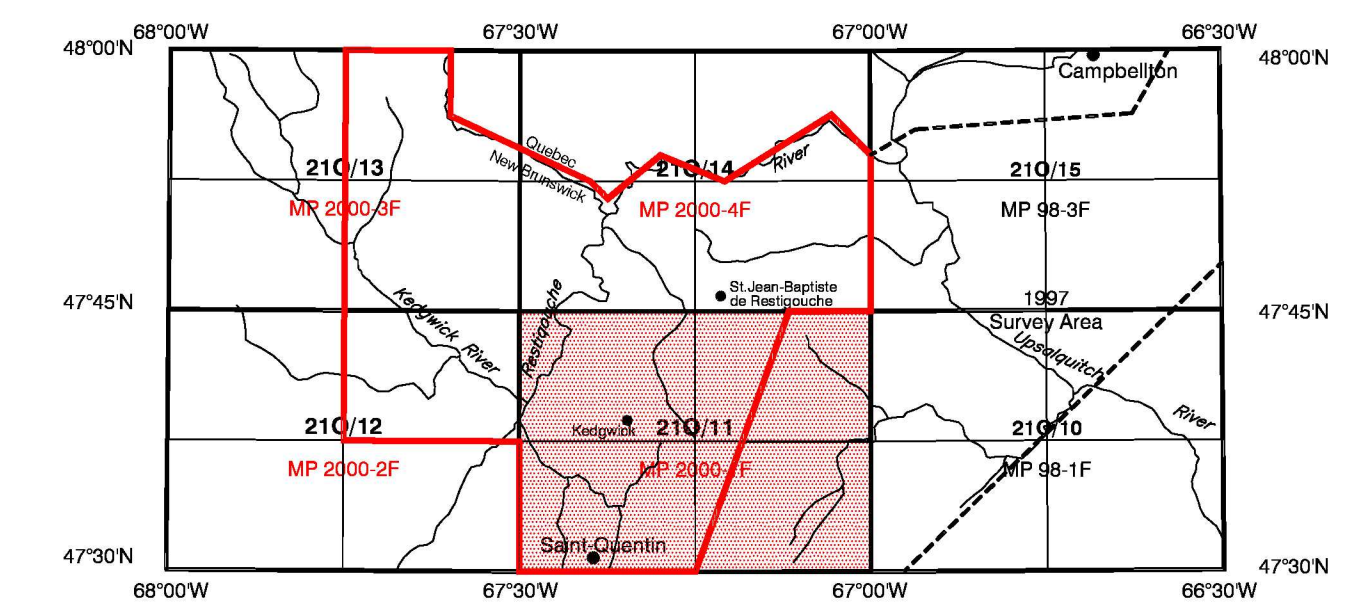 68°00'W 67°30'W 67°00'W 66°30'W
48°00'N 48°00'N
Campbellton
Quebec
New Brunswick
River
21O/13 21O/14 21O/15
MP 2000-3F MP 2000-4F MP 98-3F
St.Jean-Baptiste
de Restigouche
47°45'N 47°45'N
1997
Survey Area
Kedgwick River
Restigouche
Upsalquitch River
Kedgwick
21O/12 21O/11 21O/10
MP 2000-2F MP 2000-1F MP 98-1F
Saint-Quentin
47°30'N 47°30'N
68°00'W 67°30'W 67°00'W 66°30'W